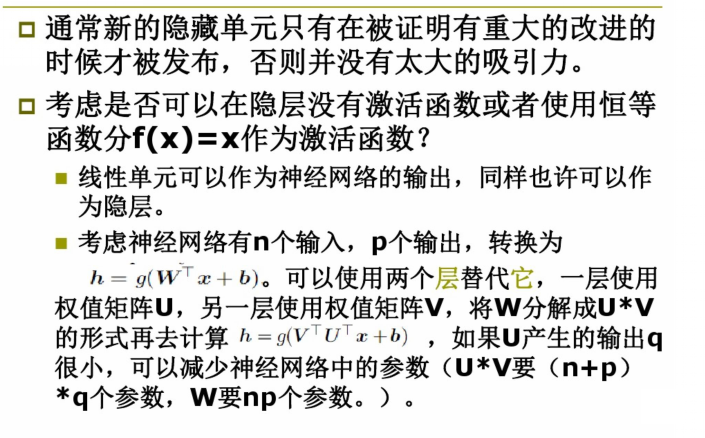 通常新的隐藏单元只有在被证明有重大的改进的
时候才被发布，否则并没有太大的吸引力。
考虑是否可以在隐层没有激活函数或者使用恒等
函数分f(x)=x作为激活函数？
线性单元可以作为神经网络的输出，同样也许可以作
为隐层。
考虑神经网络有n个输入，p个输出，转换为
h = g(W⊤x + b)。可以使用两个层替代它，一层使用
权值矩阵U，另一层使用权值矩阵V，将W分解成U*V
的形式再去计算 h = g(V⊤U⊤x + b) ，如果U产生的输出q
很小，可以减少神经网络中的参数（U*V要（n+p）
*q个参数，W要np个参数。）。